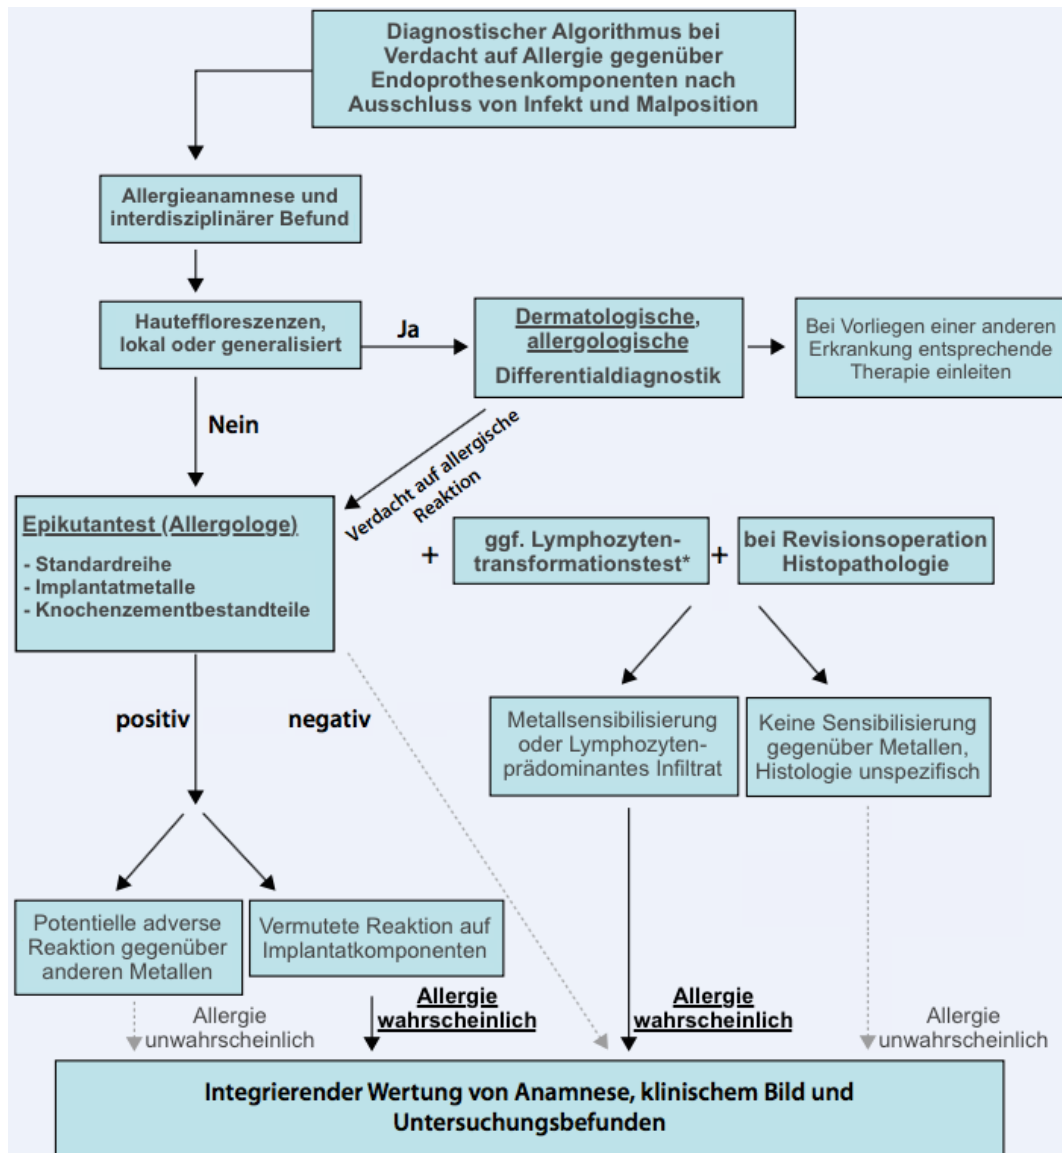 Diagnostischer Algorithmus bei
Verdacht auf Allergie gegenüber
Endoprothesenkomponenten nach
Ausschluss von Infekt und Malposition
Allergieanamnese und
interdisziplinärer Befund
Hauteffloreszenzen,
lokal oder generalisiert
Ja
Dermatologische,
allergologische
Differentialdiagnostik
Bei Vorliegen einer anderen
Erkrankung entsprechende
Therapie einleiten
Nein
Verdacht auf allergische
Reaktion
Epikutantest (Allergologe)
- Standardreihe
- Implantatmetalle
- Knochenzementbestandteile
+
ggf. Lymphozyten-
transformationstest*
+
bei Revisionsoperation
Histopathologie
positiv
negativ
Metallsensibilisierung
oder Lymphozyten-
prädominantes Infiltrat
Keine Sensibilisierung
gegenüber Metallen,
Histologie unspezifisch
Potentielle adverse
Reaktion gegenüber
anderen Metallen
Vermutete Reaktion auf
Implantatkomponenten
Allergie
unwahrscheinlich
Allergie
wahrscheinlich
Allergie
wahrscheinlich
Allergie
unwahrscheinlich
Integrierender Wertung von Anamnese, klinischem Bild und
Untersuchungsbefunden